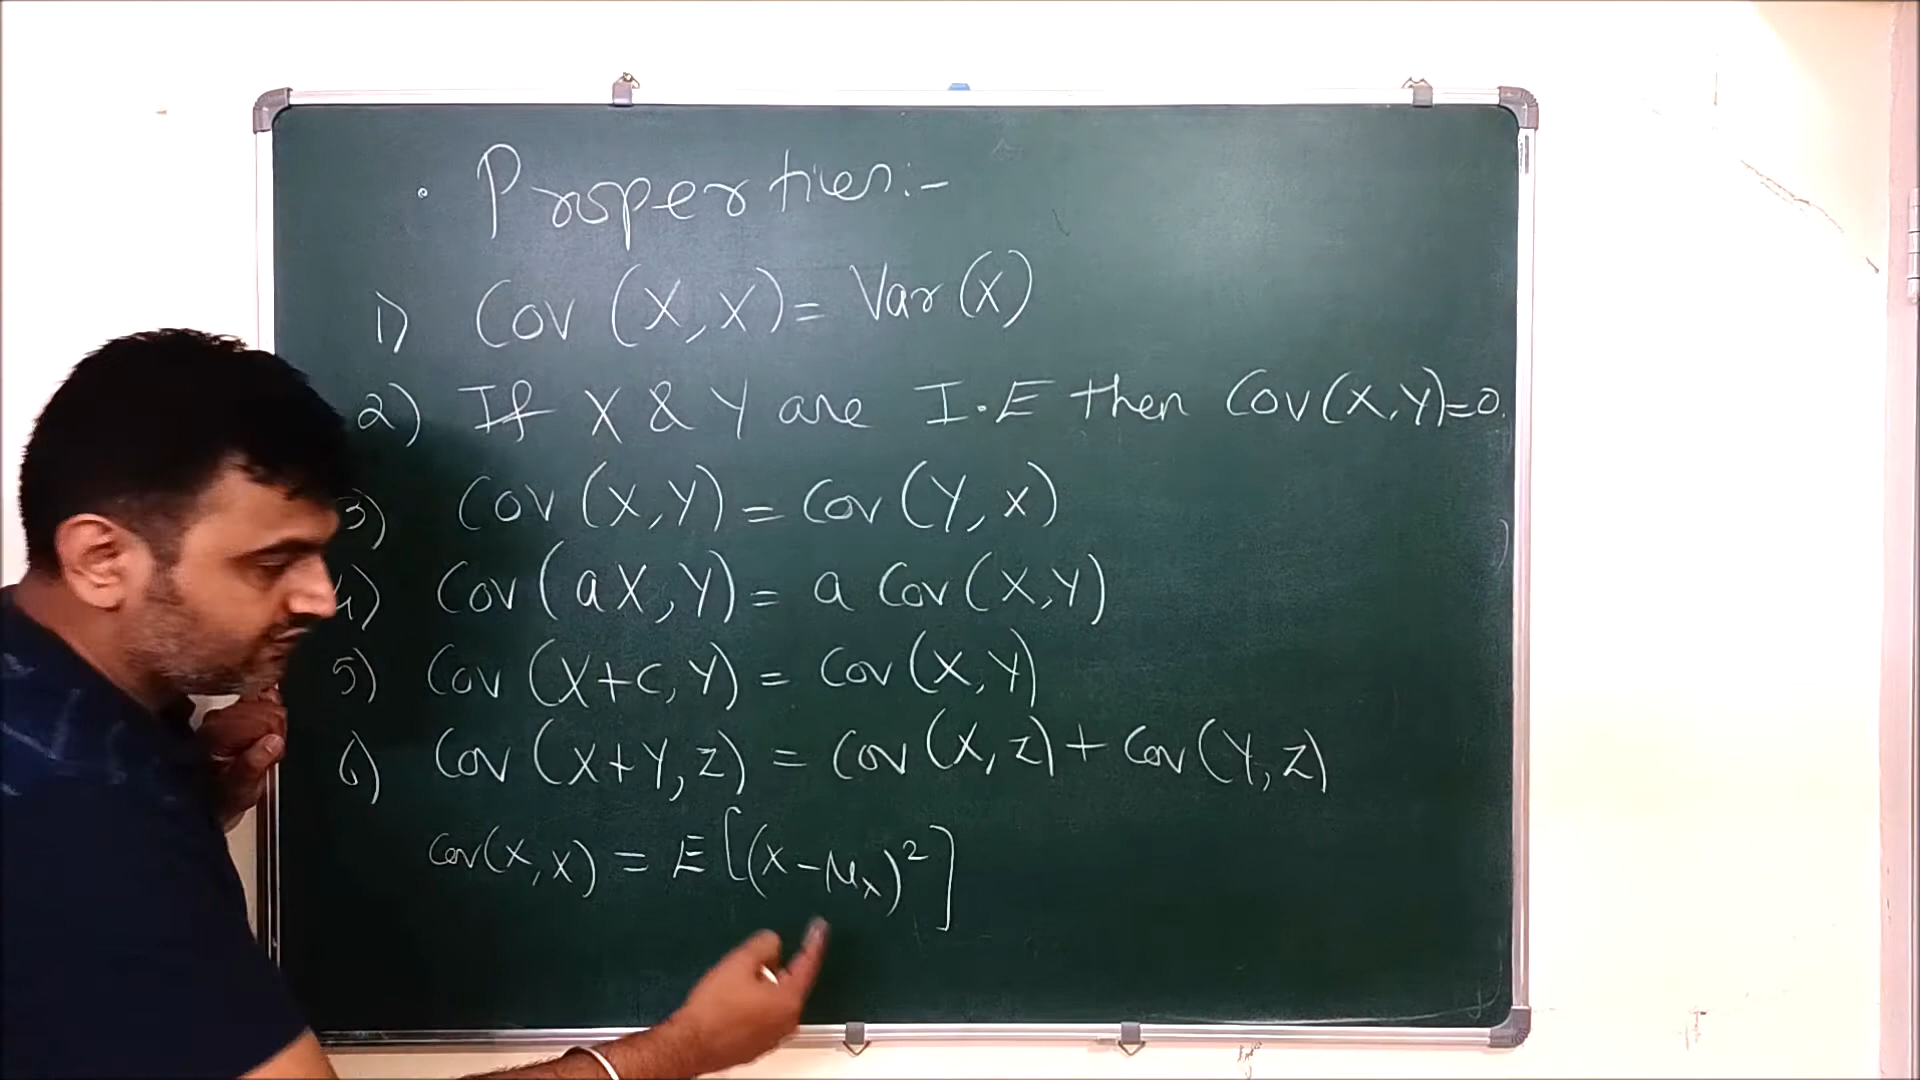 · Properties:-
1) Cov (X, X) = Var (X)
2) If X & Y are I.E then Cov (X, Y) = 0.
3) Cov (X, Y) = Cov (Y, X)
4) Cov (aX, Y) = a Cov (X, Y)
5) Cov (X+c, Y) = Cov (X, Y)
6) Cov (X+Y, Z) = Cov (X, Z) + Cov (Y, Z)
Cov(X, X) = E[(X-μₓ)²]